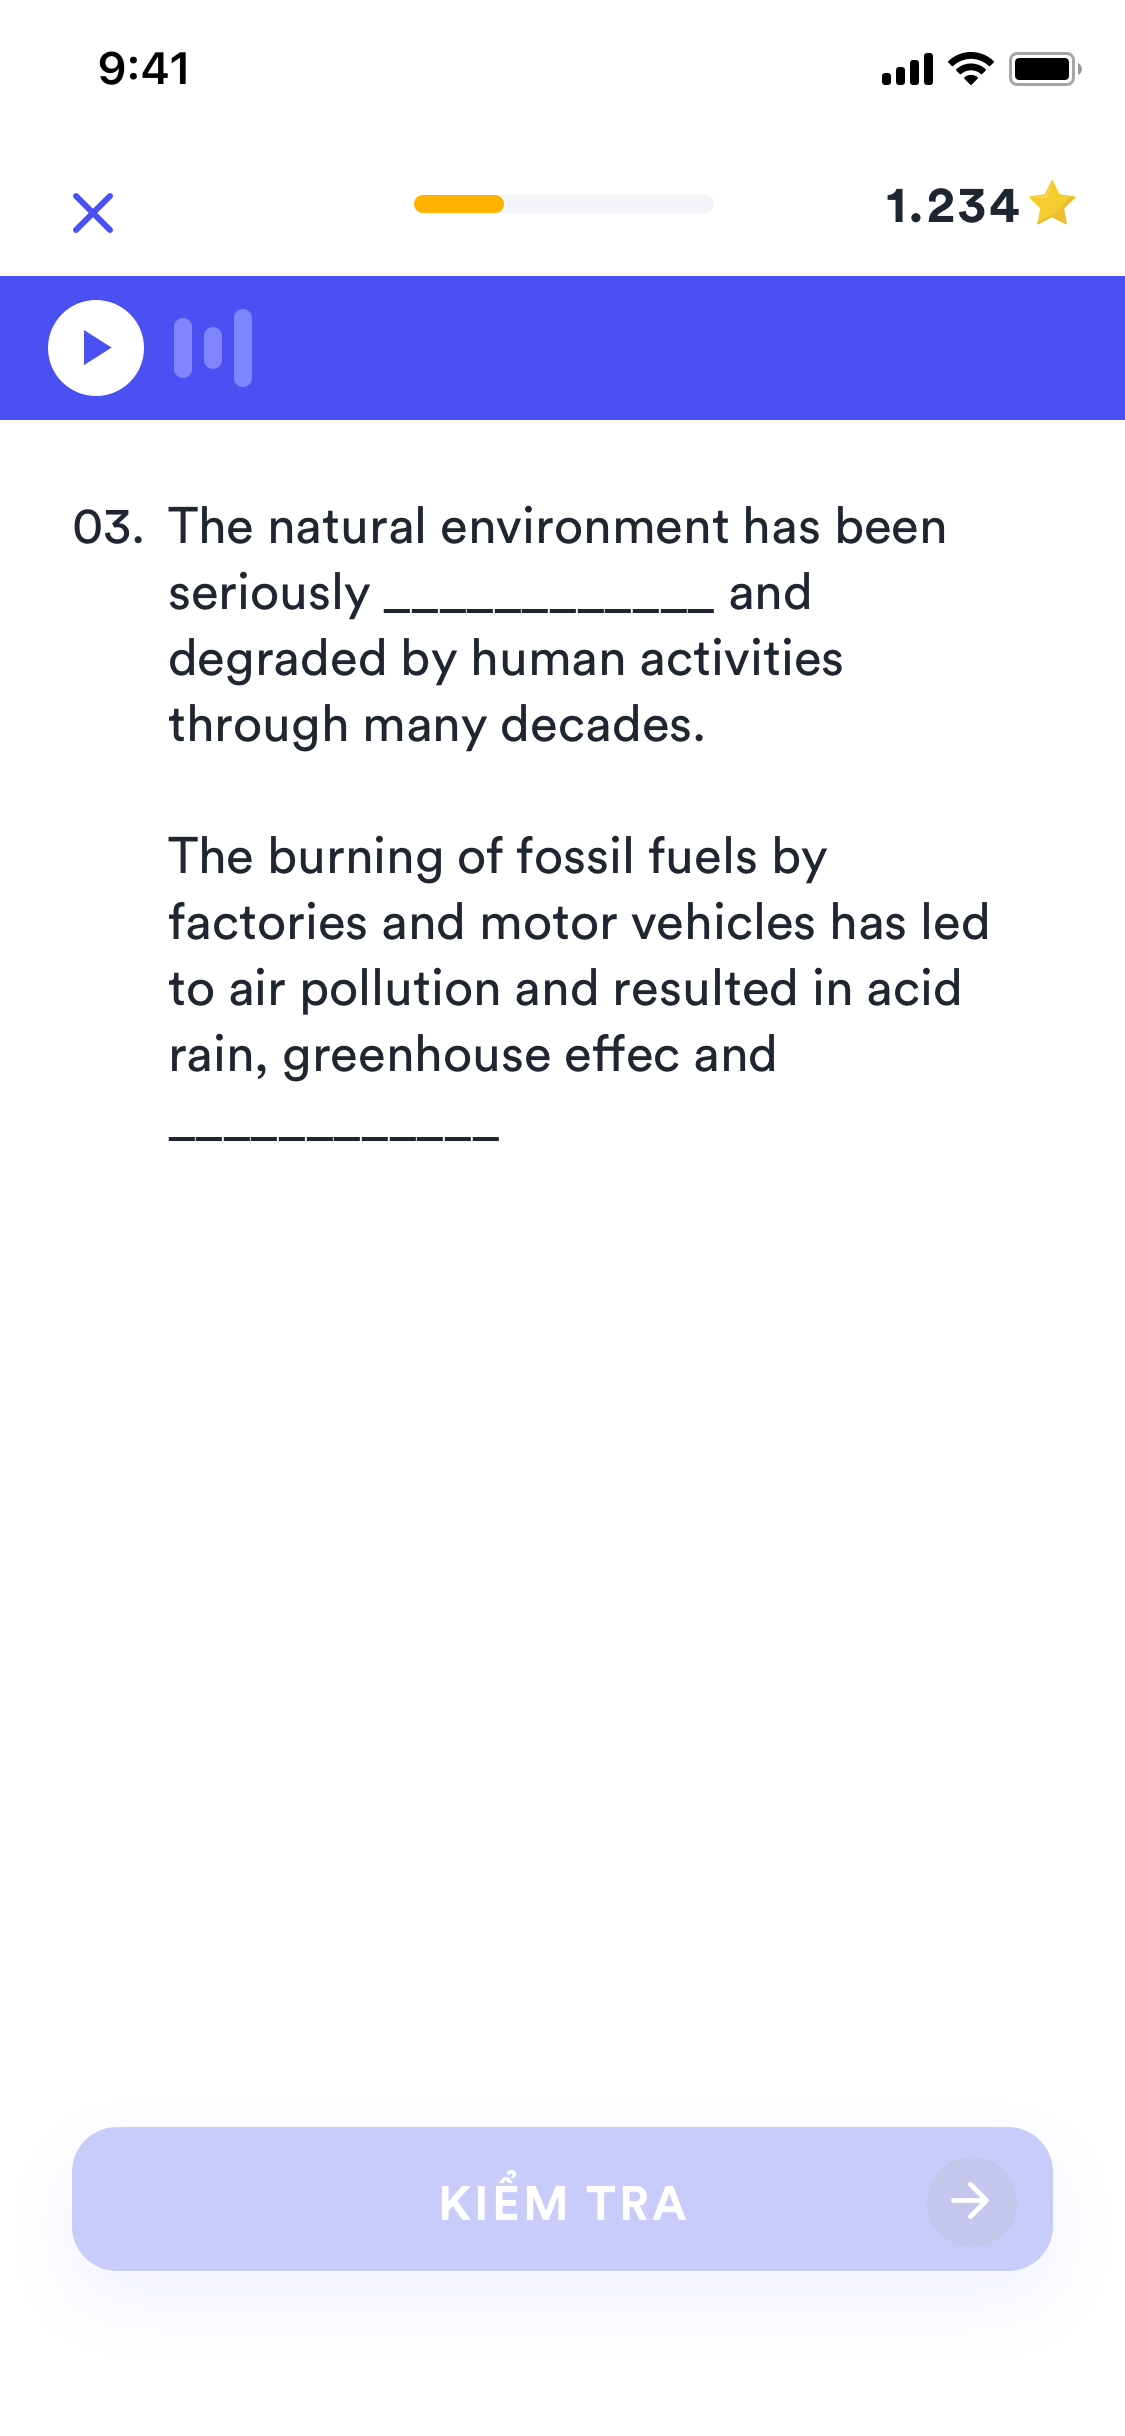 9:41
1.234
03. The natural environment has been
seriously ____________ and
degraded by human activities
through many decades.
The burning of fossil fuels by
factories and motor vehicles has led
to air pollution and resulted in acid
rain, greenhouse effec and
____________
KIỂM TRA